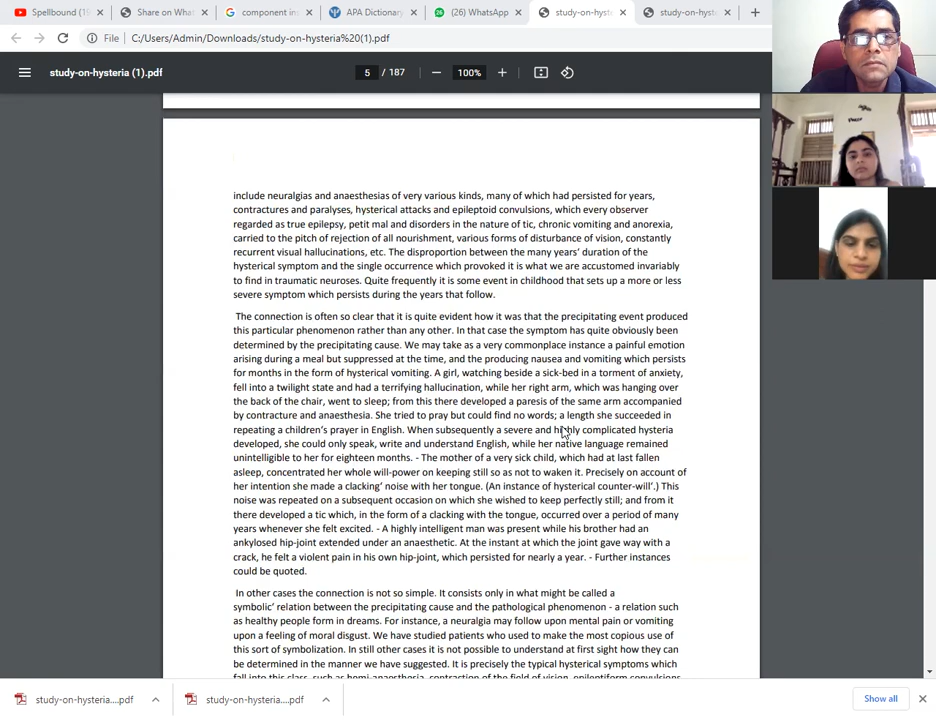 Spellbound (19
Share on What
component in
APA Dictionary
(26) WhatsApp
study-on-hyste
study-on-hyste
File
C:/Users/Admin/Downloads/study-on-hysteria%20(1).pdf
study-on-hysteria (1).pdf
5 / 187
100%
include neuralgias and anaesthesias of very various kinds, many of which had persisted for years,
contractures and paralyses, hysterical attacks and epileptoid convulsions, which every observer
regarded as true epilepsy, petit mal and disorders in the nature of tic, chronic vomiting and anorexia,
carried to the pitch of rejection of all nourishment, various forms of disturbance of vision, constantly
recurrent visual hallucinations, etc. The disproportion between the many years’ duration of the
hysterical symptom and the single occurrence which provoked it is what we are accustomed invariably
to find in traumatic neuroses. Quite frequently it is some event in childhood that sets up a more or less
severe symptom which persists during the years that follow.
The connection is often so clear that it is quite evident how it was that the precipitating event produced
this particular phenomenon rather than any other. In that case the symptom has quite obviously been
determined by the precipitating cause. We may take as a very commonplace instance a painful emotion
arising during a meal but suppressed at the time, and the producing nausea and vomiting which persists
for months in the form of hysterical vomiting. A girl, watching beside a sick-bed in a torment of anxiety,
fell into a twilight state and had a terrifying hallucination, while her right arm, which was hanging over
the back of the chair, went to sleep; from this there developed a paresis of the same arm accompanied
by contracture and anaesthesia. She tried to pray but could find no words; a length she succeeded in
repeating a children’s prayer in English. When subsequently a severe and highly complicated hysteria
developed, she could only speak, write and understand English, while her native language remained
unintelligible to her for eighteen months. - The mother of a very sick child, which had at last fallen
asleep, concentrated her whole will-power on keeping still so as not to waken it. Precisely on account of
her intention she made a clacking’ noise with her tongue. (An instance of hysterical counter-will’.) This
noise was repeated on a subsequent occasion on which she wished to keep perfectly still; and from it
there developed a tic which, in the form of a clacking with the tongue, occurred over a period of many
years whenever she felt excited. - A highly intelligent man was present while his brother had an
ankylosed hip-joint extended under an anaesthetic. At the instant at which the joint gave way with a
crack, he felt a violent pain in his own hip-joint, which persisted for nearly a year. - Further instances
could be quoted.
In other cases the connection is not so simple. It consists only in what might be called a
symbolic’ relation between the precipitating cause and the pathological phenomenon - a relation such
as healthy people form in dreams. For instance, a neuralgia may follow upon mental pain or vomiting
upon a feeling of moral disgust. We have studied patients who used to make the most copious use of
this sort of symbolization. In still other cases it is not possible to understand at first sight how they can
be determined in the manner we have suggested. It is precisely the typical hysterical symptoms which
fall into this class, such as hemi-anaesthesia, contraction of the field of vision, epileptiform convulsions
study-on-hysteria....pdf
study-on-hysteria....pdf
Show all